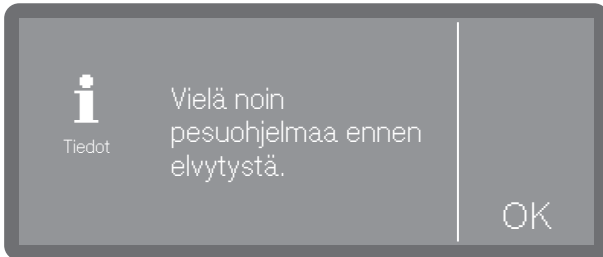 Tiedot
Vielä noin
pesuohjelmaa ennen
elvytystä.
OK